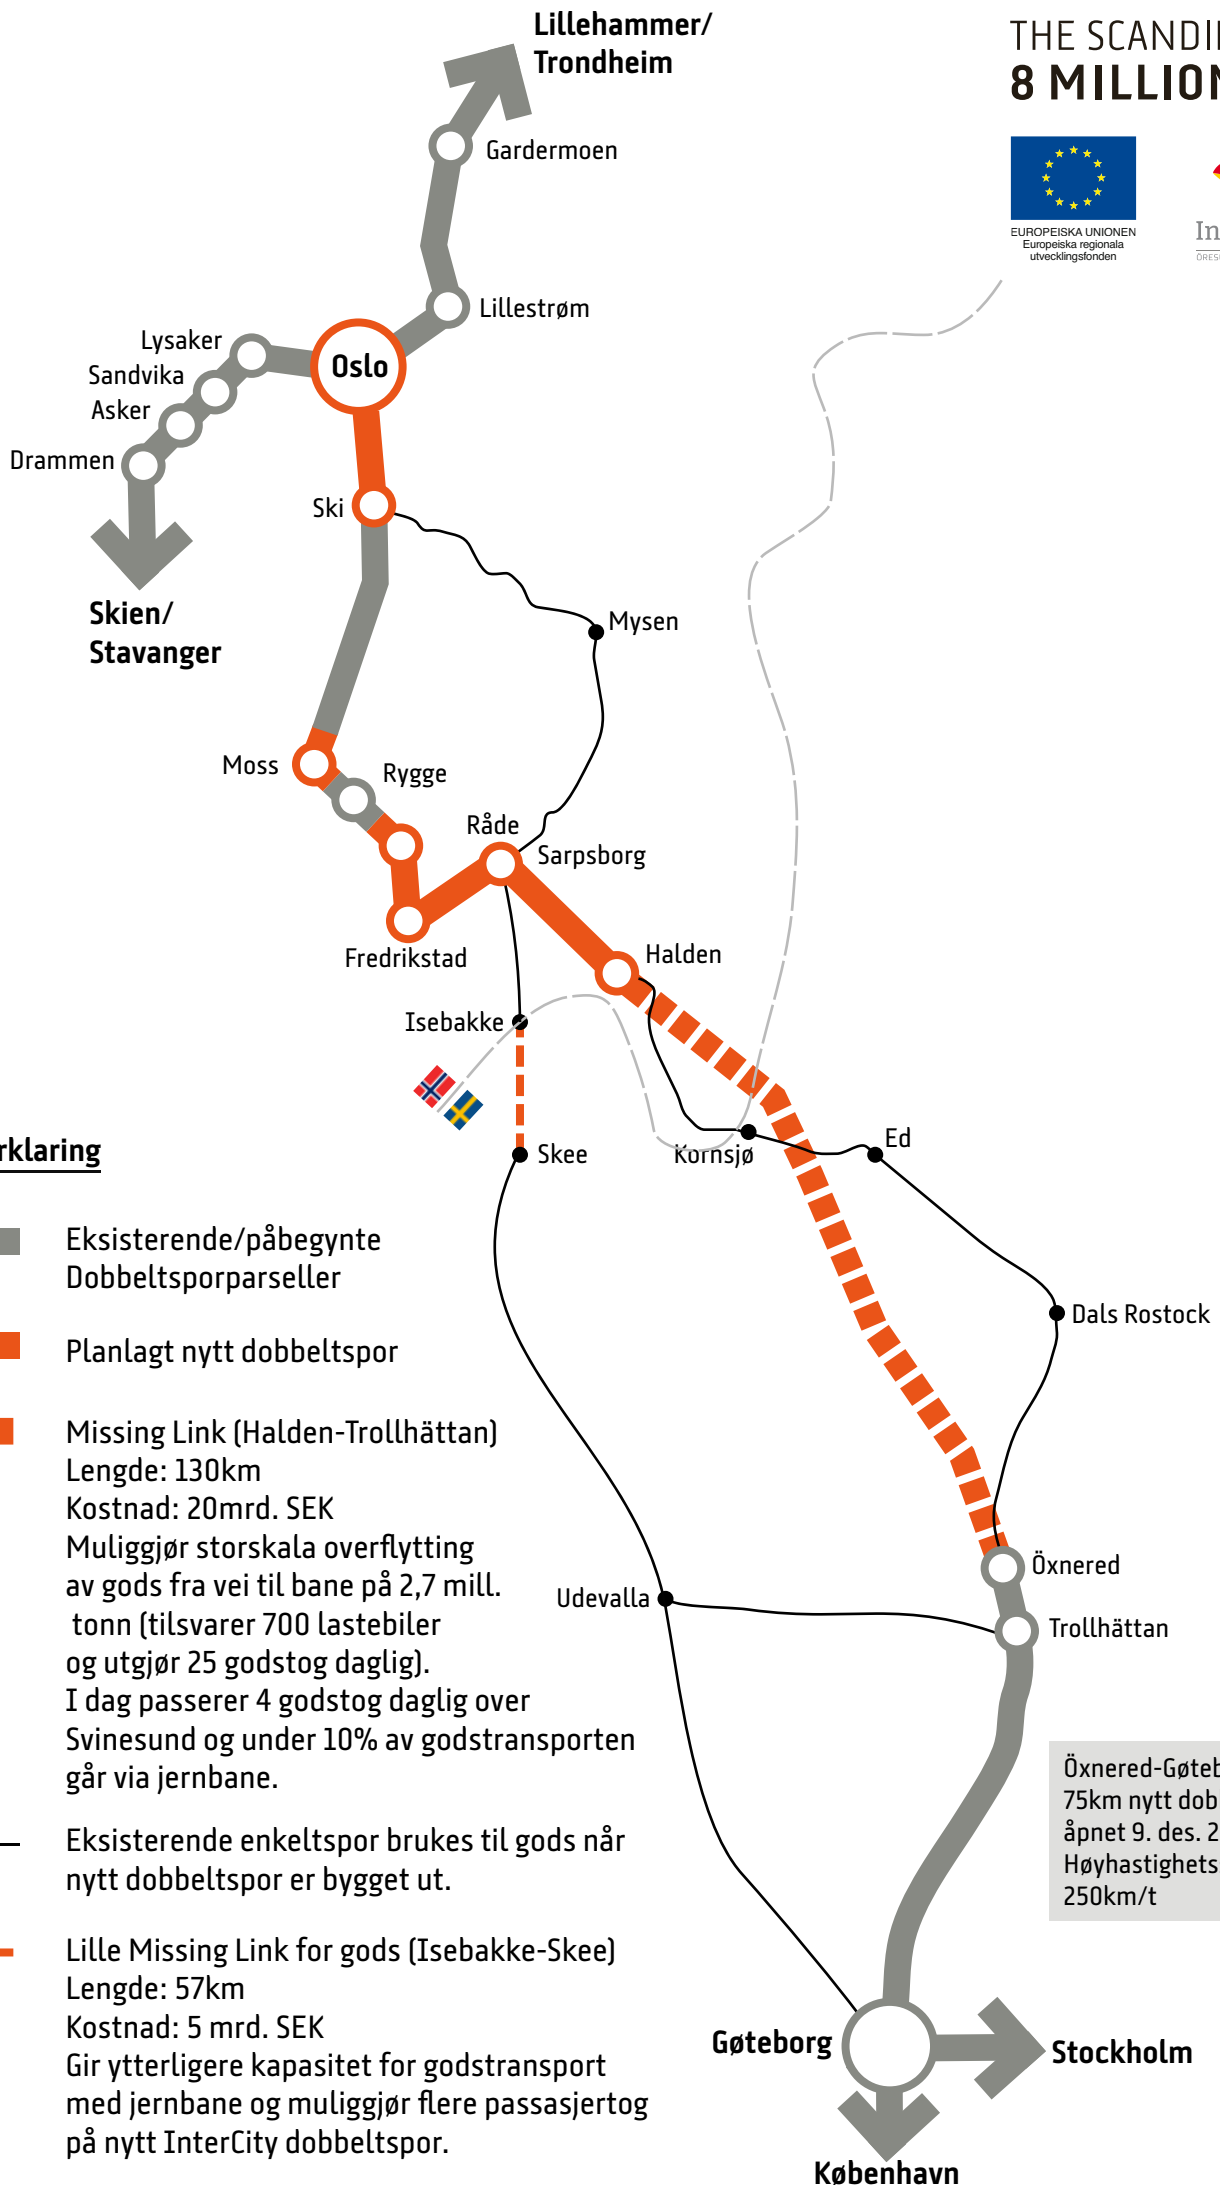 Lillehammer/
Trondheim
THE SCANDI
8 MILLION
Gardermoen
EUROPEISKA UNIONEN
Europeiska regionala
utvecklingsfonden
In
ÖRES
Lillestrøm
Lysaker
Oslo
Sandvika
Asker
Drammen
Ski
Skien/
Stavanger
Mysen
Moss
Rygge
Råde
Sarpsborg
Fredrikstad
Halden
Isebakke
Skee
Kornsjø
Ed
rklaring
Eksisterende/påbegynte
Dobbeltsporparseller
Dals Rostock
Planlagt nytt dobbeltspor
Missing Link (Halden-Trollhättan)
Lengde: 130km
Kostnad: 20mrd. SEK
Muliggjør storskala overflytting
av gods fra vei til bane på 2,7 mill.
tonn (tilsvarer 700 lastebiler
og utgjør 25 godstog daglig).
I dag passerer 4 godstog daglig over
Svinesund og under 10% av godstransporten
går via jernbane.
Öxnered
Udevalla
Trollhättan
Öxnered-Gøteb
75km nytt dob
åpnet 9. des. 2
Høyhastighets
250km/t
Eksisterende enkeltspor brukes til gods når
nytt dobbeltspor er bygget ut.
Lille Missing Link for gods (Isebakke-Skee)
Lengde: 57km
Kostnad: 5 mrd. SEK
Gir ytterligere kapasitet for godstransport
med jernbane og muliggjør flere passasjertog
på nytt InterCity dobbeltspor.
Gøteborg
Stockholm
København